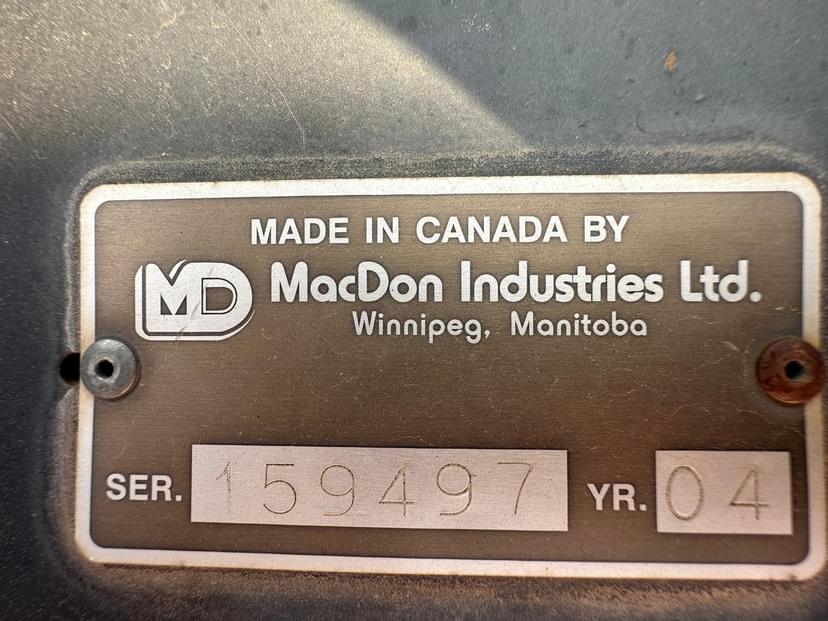 MADE IN CANADA BY
MD MacDon Industries Ltd.
Winnipeg, Manitoba
SER. 159497 YR. 04